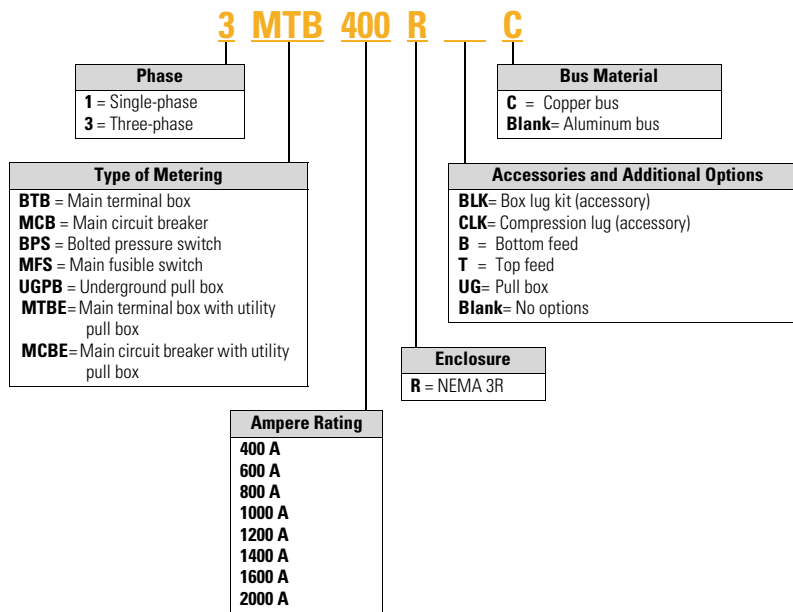 3 MTB 400 R __ C
Phase
1 = Single-phase
3 = Three-phase
Bus Material
C = Copper bus
Blank= Aluminum bus
Type of Metering
BTB = Main terminal box
MCB = Main circuit breaker
BPS = Bolted pressure switch
MFS = Main fusible switch
UGPB = Underground pull box
MTBE= Main terminal box with utility
pull box
MCBE= Main circuit breaker with utility
pull box
Accessories and Additional Options
BLK= Box lug kit (accessory)
CLK= Compression lug (accessory)
B = Bottom feed
T = Top feed
UG= Pull box
Blank= No options
Enclosure
R = NEMA 3R
Ampere Rating
400 A
600 A
800 A
1000 A
1200 A
1400 A
1600 A
2000 A